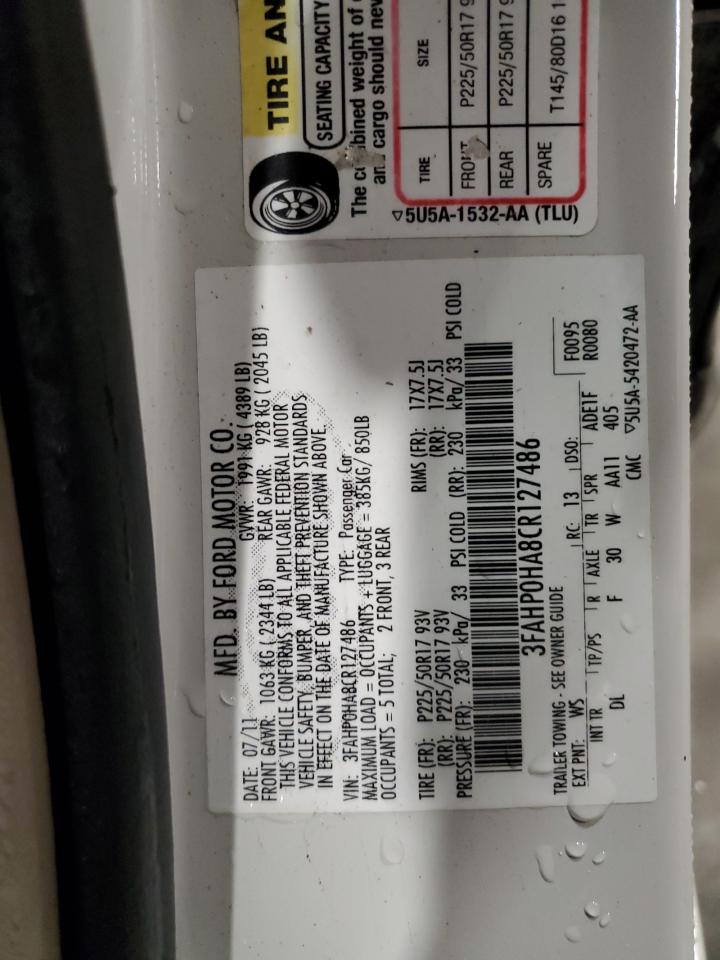 MFD. BY FORD MOTOR CO.
DATE: 07/11 GVWR: 1991 KG ( 4389 LB)
FRONT GAWR: 1063 KG ( 2344 LB) REAR GAWR: 928 KG ( 2045 LB)
THIS VEHICLE CONFORMS TO ALL APPLICABLE FEDERAL MOTOR
VEHICLE SAFETY, BUMPER, AND THEFT PREVENTION STANDARDS
IN EFFECT ON THE DATE OF MANUFACTURE SHOWN ABOVE.
VIN: 3FAHP0HA8CR127486 TYPE: Passenger Car
MAXIMUM LOAD = OCCUPANTS + LUGGAGE = 385KG/ 850LB
OCCUPANTS = 5 TOTAL; 2 FRONT, 3 REAR
TIRE (FR): P225/50R17 93V RIMS (FR): 17X7.5J
(RR): P225/50R17 93V (RR): 17X7.5J
PRESSURE (FR): 230 kPa/ 33 PSI COLD (RR): 230 kPa/ 33 PSI COLD
3FAHP0HA8CR127486
TRAILER TOWING - SEE OWNER GUIDE
F0095
R0080
EXT PNT: WS RC: 13 DSO:
INT TR TP/PS R AXLE TR SPR ADE1F
DL F 30 W AA11 405
CMC ▽5U5A-5420472-AA
TIRE AN
SEATING CAPACITY
The combined weight of
and cargo should nev
TIRE SIZE
FRONT P225/50R17 9
REAR P225/50R17 9
SPARE T145/80D16 1
▽5U5A-1532-AA (TLU)